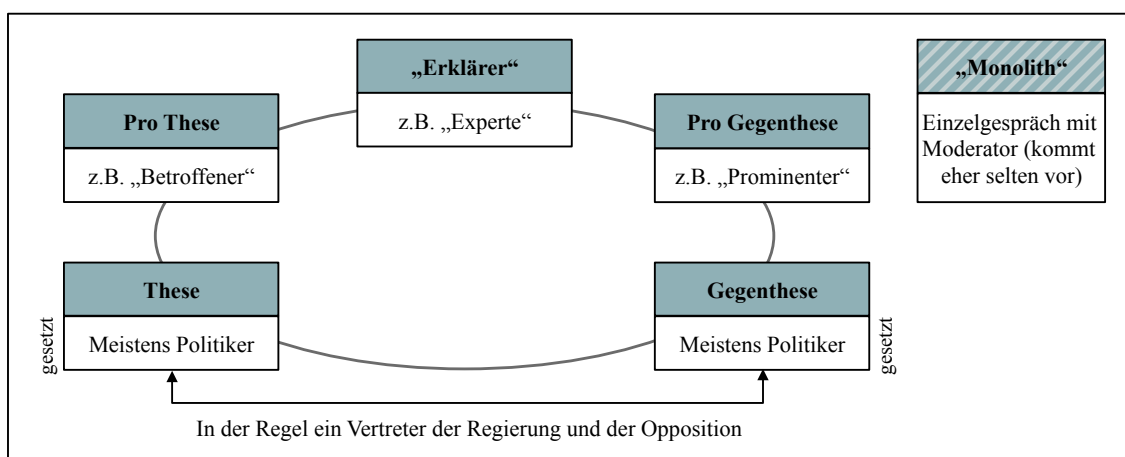 „Erklärer“
z.B. „Experte“
„Monolith“
Einzelgespräch mit
Moderator (kommt
eher selten vor)
Pro These
z.B. „Betroffener“
Pro Gegenthese
z.B. „Prominenter“
These
Meistens Politiker
gesetzt
Gegenthese
Meistens Politiker
gesetzt
In der Regel ein Vertreter der Regierung und der Opposition